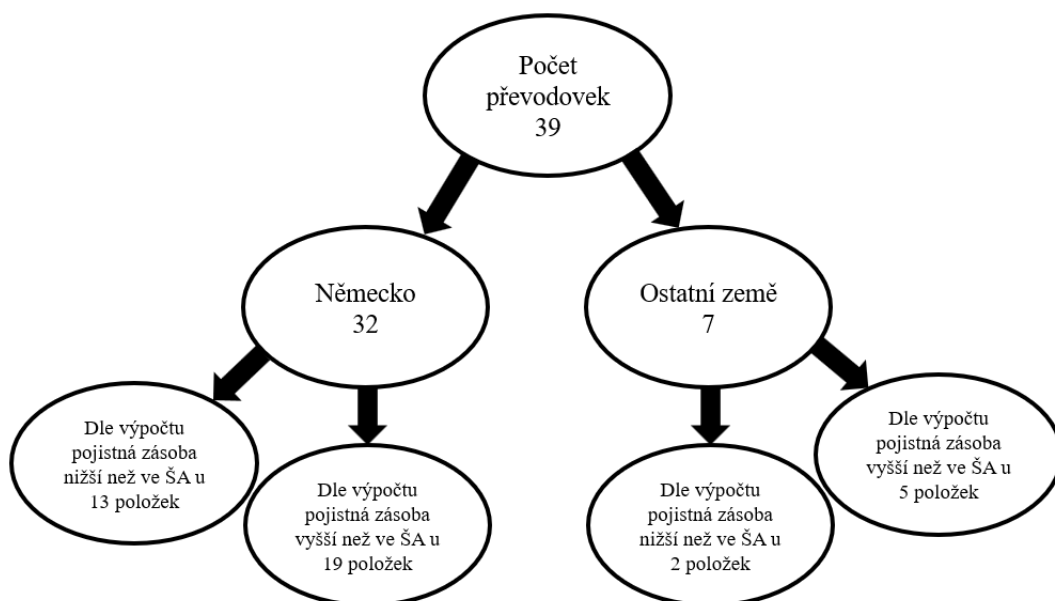 Počet
převodovek
39
Německo
32
Ostatní země
7
Dle výpočtu
pojistná zásoba
nižší než ve ŠA u
13 položek
Dle výpočtu
pojistná zásoba
vyšší než ve ŠA u
19 položek
Dle výpočtu
pojistná zásoba
nižší než ve ŠA u
2 položek
Dle výpočtu
pojistná zásoba
vyšší než ve ŠA u
5 položek